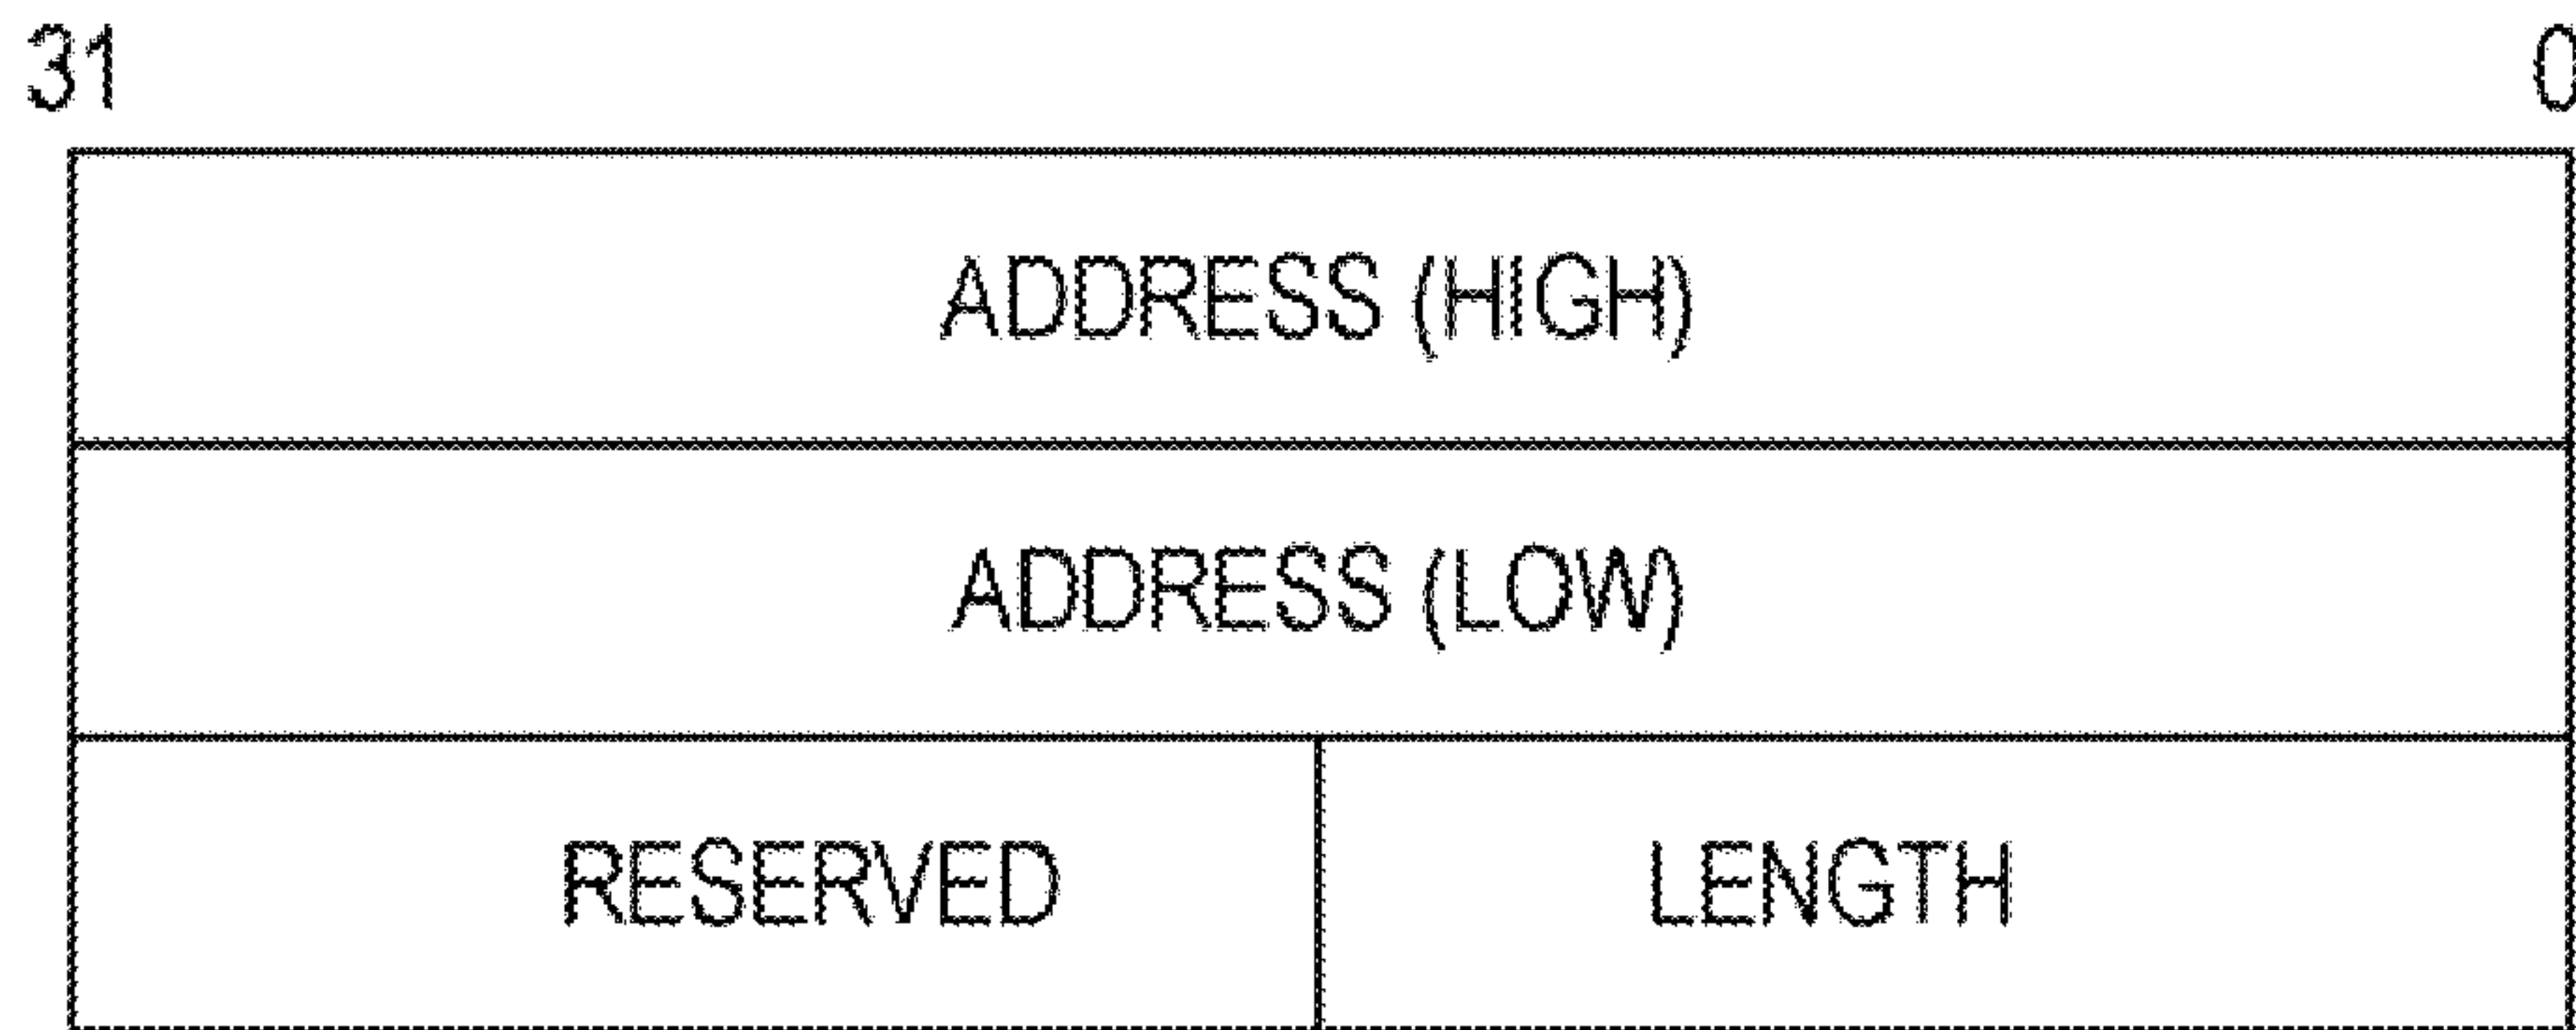 31 0
ADDRESS (HIGH)
ADDRESS (LOW)
RESERVED LENGTH